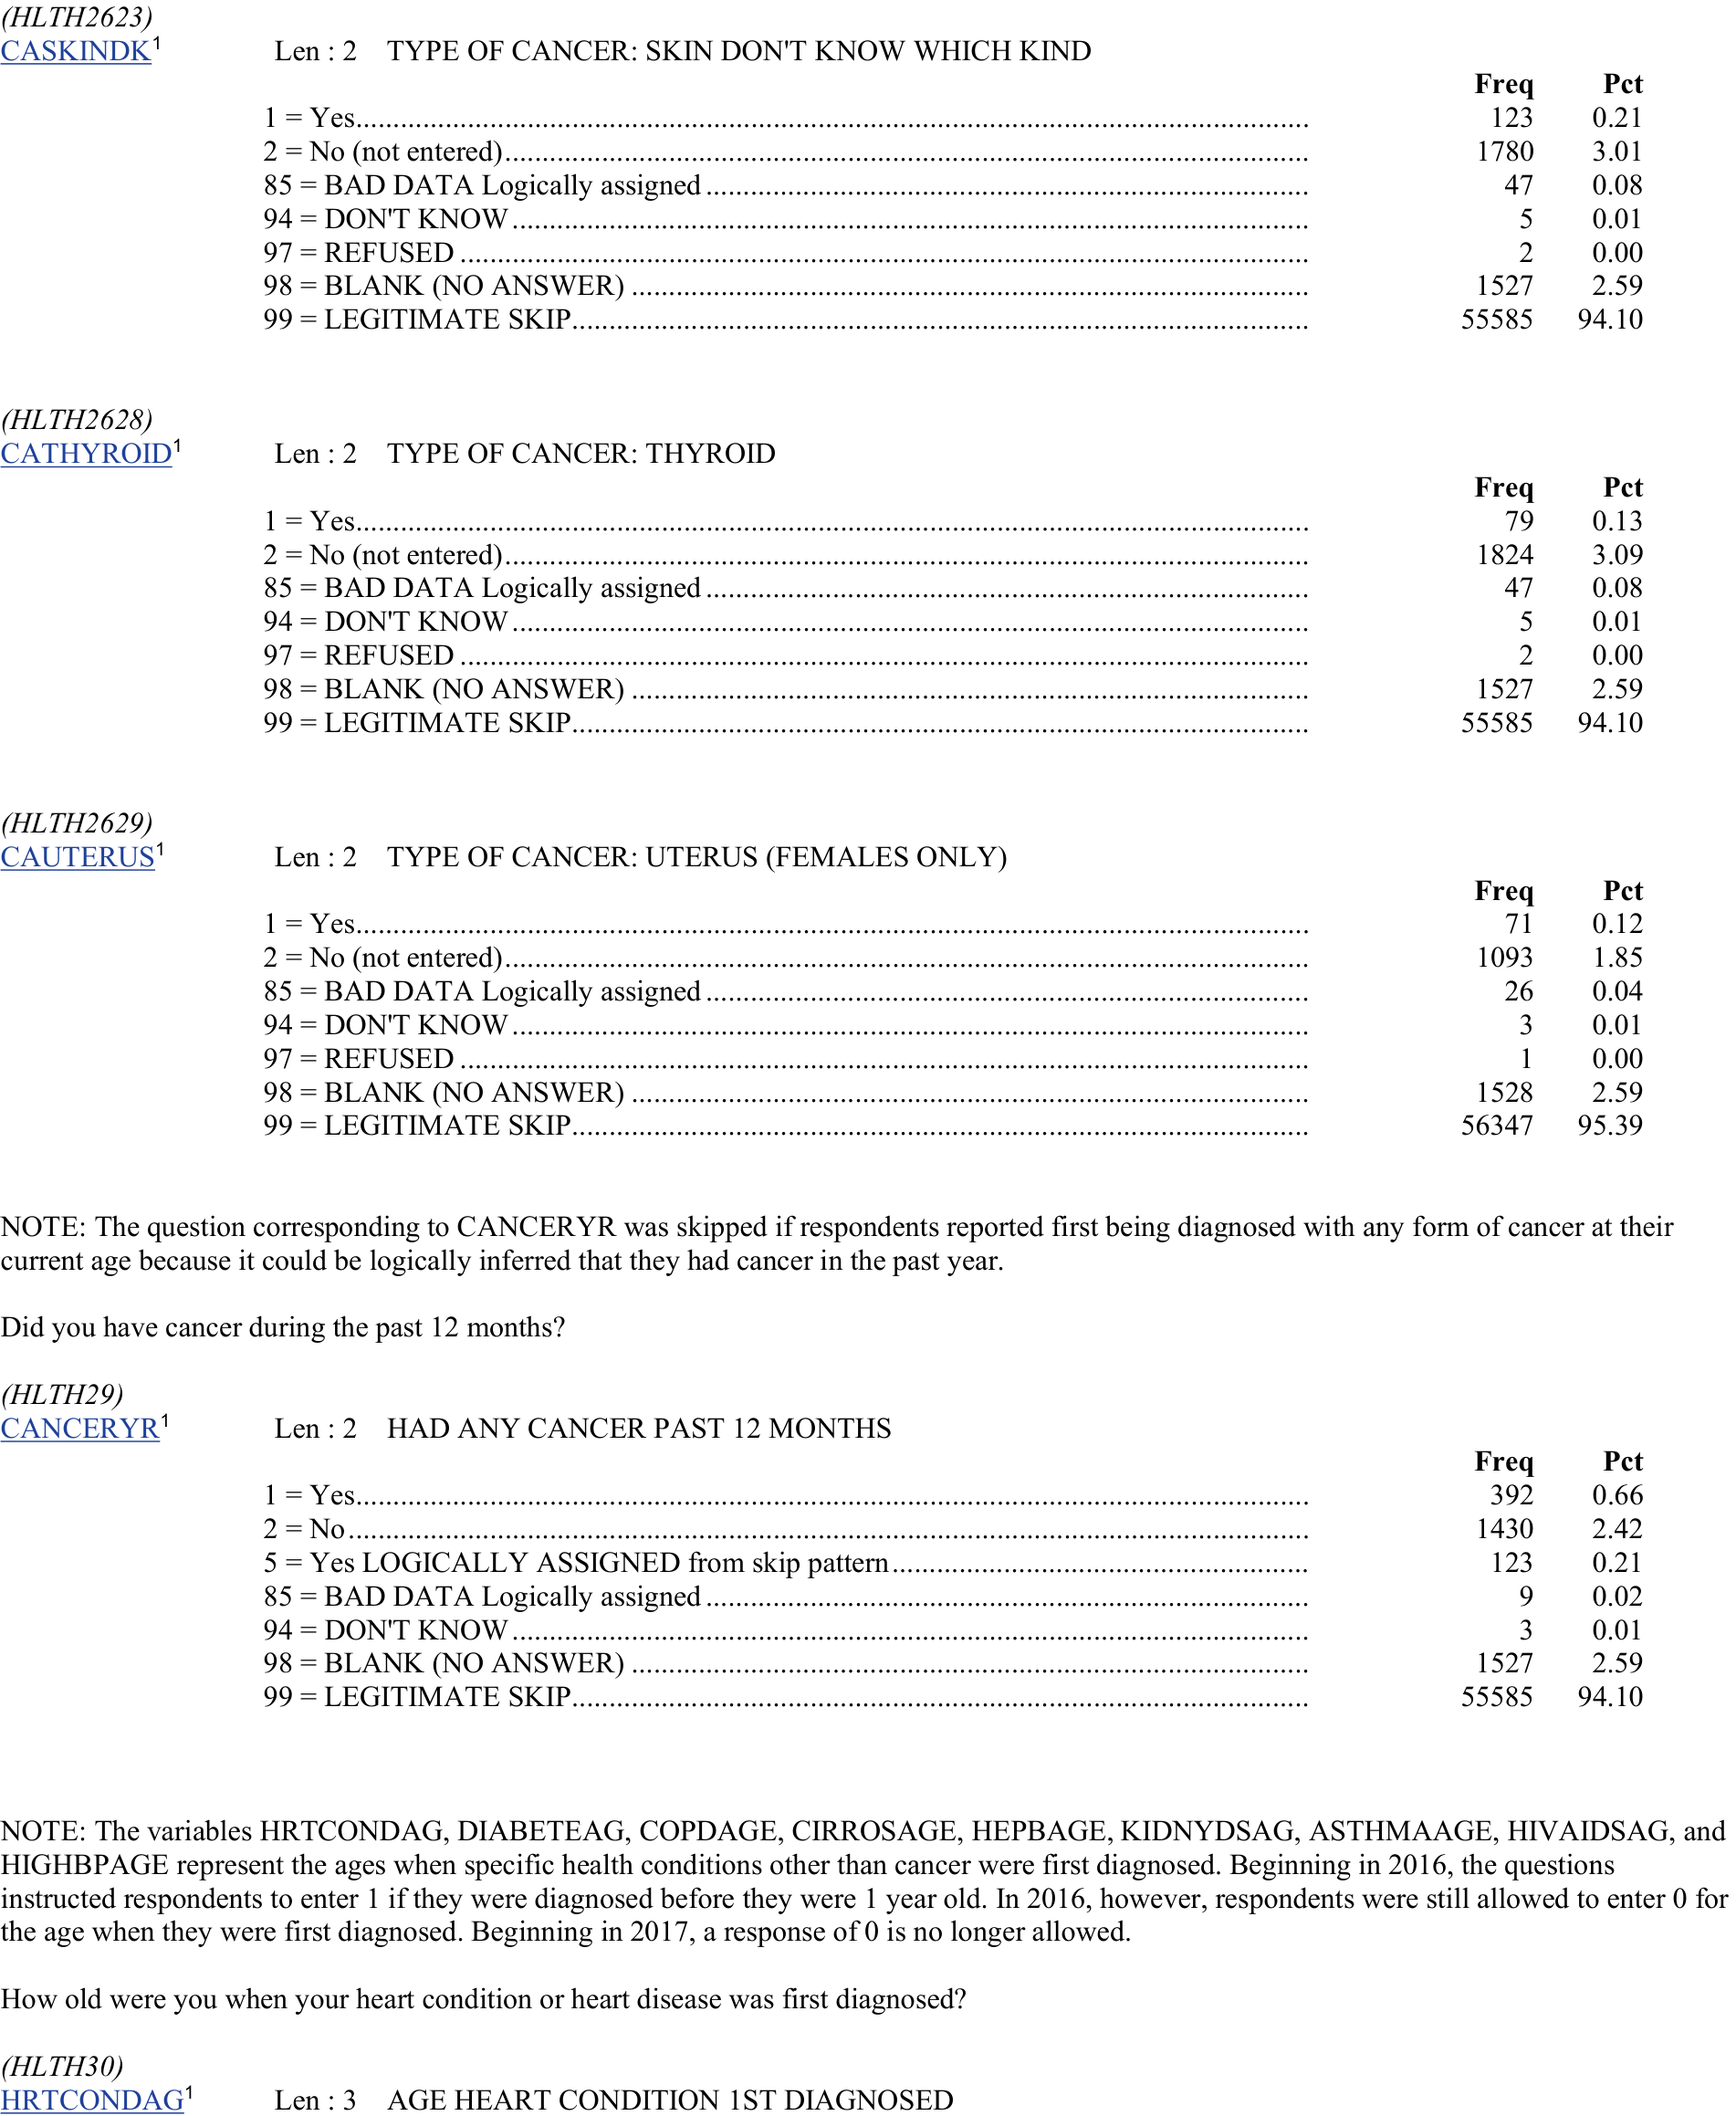 (HLTH2623)
CASKINDK1 Len : 2 TYPE OF CANCER: SKIN DON'T KNOW WHICH KIND
Freq Pct
1 = Yes.................................................................................................................................. 123 0.21
2 = No (not entered).............................................................................................................. 1780 3.01
85 = BAD DATA Logically assigned .................................................................................. 47 0.08
94 = DON'T KNOW ............................................................................................................ 5 0.01
97 = REFUSED ................................................................................................................... 2 0.00
98 = BLANK (NO ANSWER) ............................................................................................ 1527 2.59
99 = LEGITIMATE SKIP.................................................................................................... 55585 94.10
(HLTH2628)
CATHYROID1 Len : 2 TYPE OF CANCER: THYROID
Freq Pct
1 = Yes.................................................................................................................................. 79 0.13
2 = No (not entered).............................................................................................................. 1824 3.09
85 = BAD DATA Logically assigned .................................................................................. 47 0.08
94 = DON'T KNOW ............................................................................................................ 5 0.01
97 = REFUSED ................................................................................................................... 2 0.00
98 = BLANK (NO ANSWER) ............................................................................................ 1527 2.59
99 = LEGITIMATE SKIP.................................................................................................... 55585 94.10
(HLTH2629)
CAUTERUS1 Len : 2 TYPE OF CANCER: UTERUS (FEMALES ONLY)
Freq Pct
1 = Yes.................................................................................................................................. 71 0.12
2 = No (not entered).............................................................................................................. 1093 1.85
85 = BAD DATA Logically assigned .................................................................................. 26 0.04
94 = DON'T KNOW ............................................................................................................ 3 0.01
97 = REFUSED ................................................................................................................... 1 0.00
98 = BLANK (NO ANSWER) ............................................................................................ 1528 2.59
99 = LEGITIMATE SKIP.................................................................................................... 56347 95.39
NOTE: The question corresponding to CANCERYR was skipped if respondents reported first being diagnosed with any form of cancer at their
current age because it could be logically inferred that they had cancer in the past year.
Did you have cancer during the past 12 months?
(HLTH29)
CANCERYR1 Len : 2 HAD ANY CANCER PAST 12 MONTHS
Freq Pct
1 = Yes.................................................................................................................................. 392 0.66
2 = No ................................................................................................................................... 1430 2.42
5 = Yes LOGICALLY ASSIGNED from skip pattern ......................................................... 123 0.21
85 = BAD DATA Logically assigned .................................................................................. 9 0.02
94 = DON'T KNOW ............................................................................................................ 3 0.01
98 = BLANK (NO ANSWER) ............................................................................................ 1527 2.59
99 = LEGITIMATE SKIP.................................................................................................... 55585 94.10
NOTE: The variables HRTCONDAG, DIABETEAG, COPDAGE, CIRROSAGE, HEPBAGE, KIDNYDSAG, ASTHMAAGE, HIVAIDSAG, and
HIGHBPAGE represent the ages when specific health conditions other than cancer were first diagnosed. Beginning in 2016, the questions
instructed respondents to enter 1 if they were diagnosed before they were 1 year old. In 2016, however, respondents were still allowed to enter 0 for
the age when they were first diagnosed. Beginning in 2017, a response of 0 is no longer allowed.
How old were you when your heart condition or heart disease was first diagnosed?
(HLTH30)
HRTCONDAG1 Len : 3 AGE HEART CONDITION 1ST DIAGNOSED